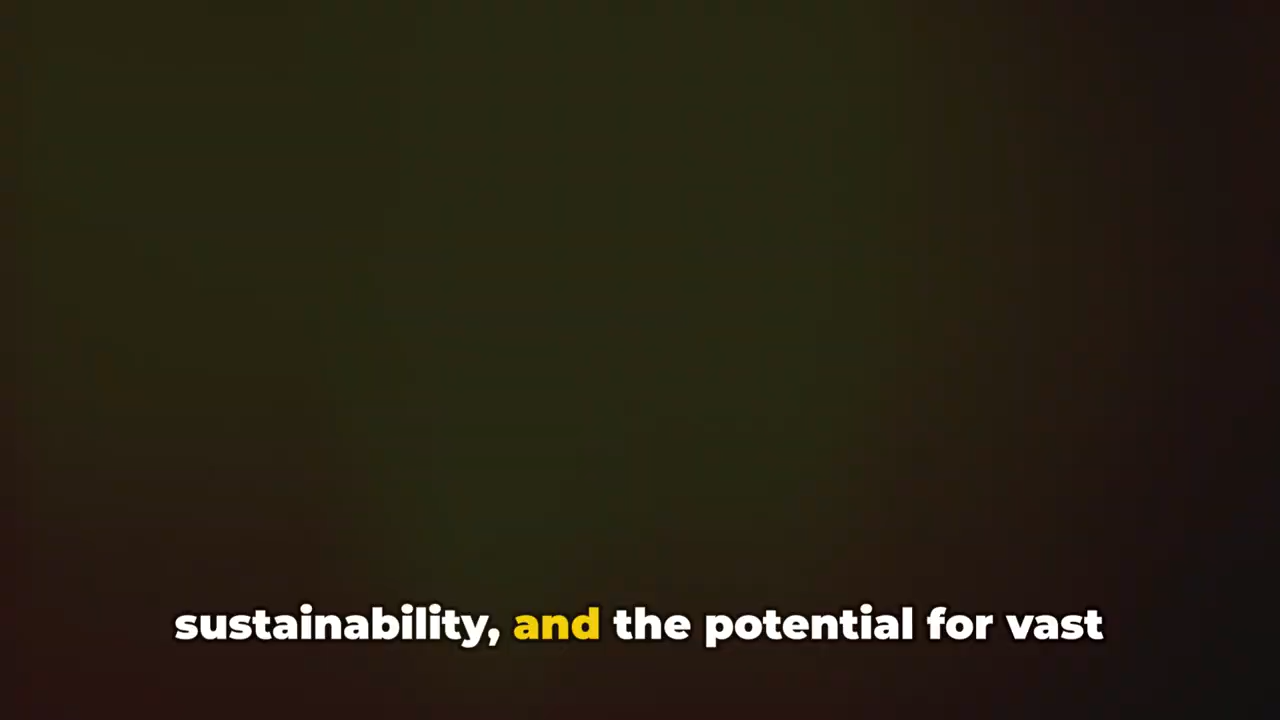 sustainability, and the potential for vast